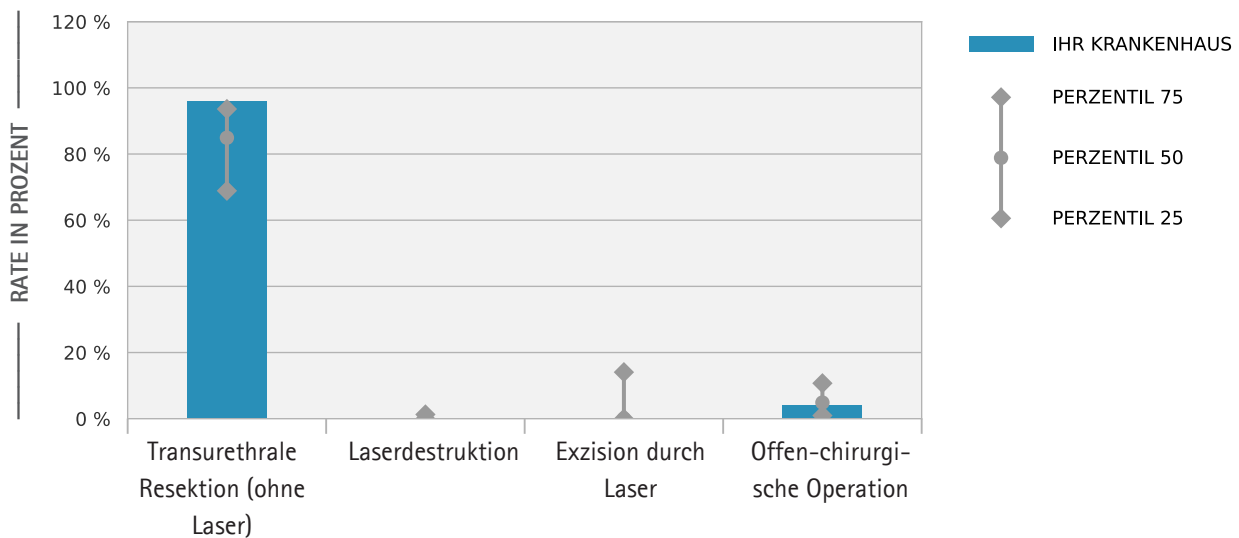 120 %
100 %
80 %
60 %
40 %
20 %
0 %
RATE IN PROZENT
Transurethrale
Resektion (ohne
Laser)
Laserdestruktion
Exzision durch
Laser
Offen-chirurgi-
sche Operation
IHR KRANKENHAUS
PERZENTIL 75
PERZENTIL 50
PERZENTIL 25